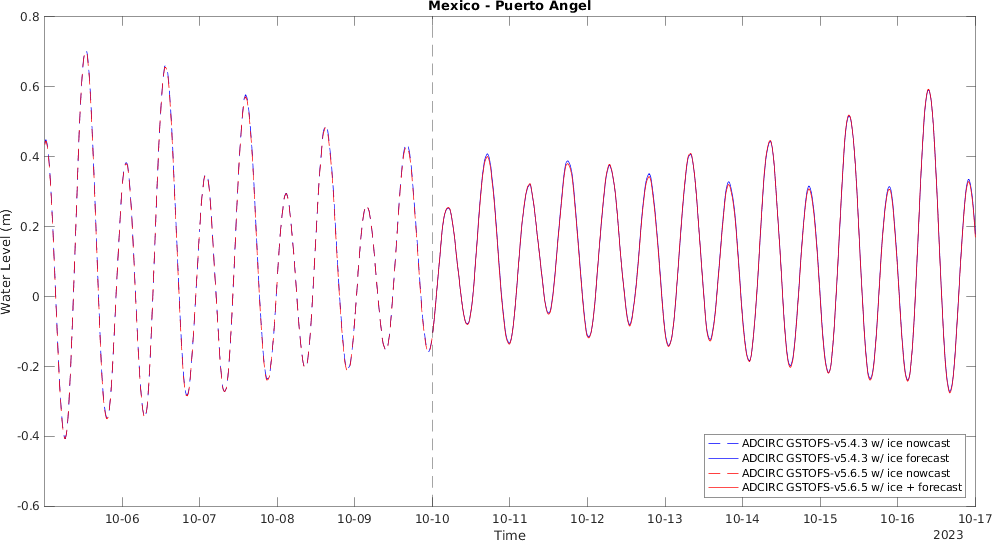 Mexico - Puerto Angel
0.8
0.6
0.4
0.2
0
-0.2
-0.4
-0.6
Water Level (m)
ADCIRC GSTOFS-v5.4.3 w/ ice nowcast
ADCIRC GSTOFS-v5.4.3 w/ ice forecast
ADCIRC GSTOFS-v5.6.5 w/ ice nowcast
ADCIRC GSTOFS-v5.6.5 w/ ice + forecast
10-06 10-07 10-08 10-09 10-10 10-11 10-12 10-13 10-14 10-15 10-16 10-17
Time
2023